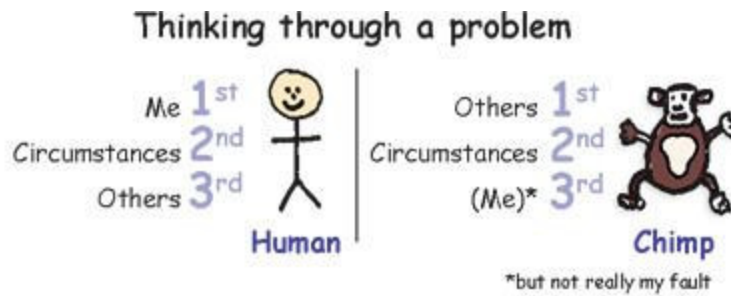 Thinking through a problem
Me 1st
Circumstances 2nd
Others 3rd
Human
Others 1st
Circumstances 2nd
(Me)* 3rd
Chimp
*but not really my fault